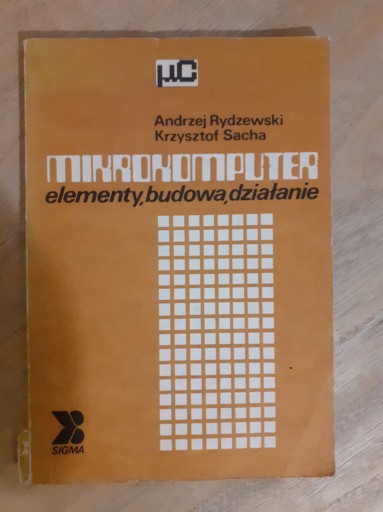 µC
Andrzej Rydzewski
Krzysztof Sacha
MIKROKOMPUTER
elementy, budowa, działanie
SIGMA